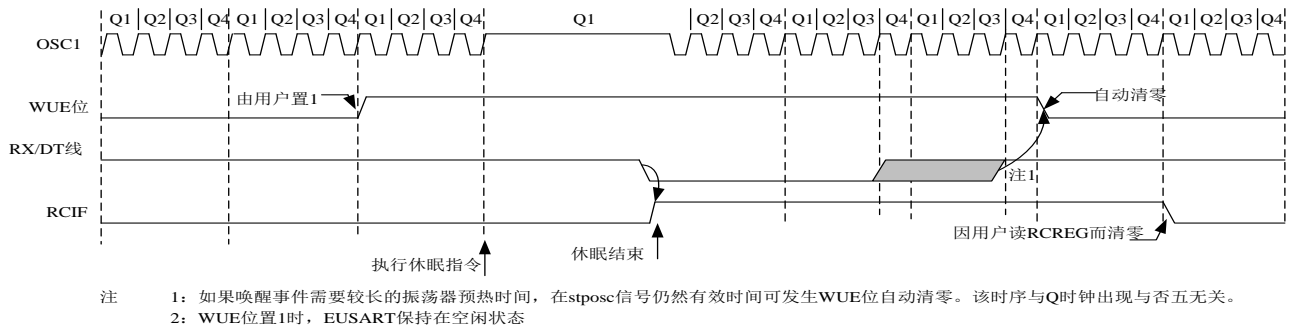 Q1 Q2 Q3 Q4 Q1 Q2 Q3 Q4 Q1 Q2 Q3 Q4 Q1 Q2 Q3 Q4 Q1 Q2 Q3 Q4 Q1 Q2 Q3 Q4 Q1 Q2 Q3 Q4
OSC1
由用户置1
自动清零
WUE位
RX/DT线
注1
RCIF
因用户读RCREG而清零
休眠结束
执行休眠指令
注 1：如果唤醒事件需要较长的振荡器预热时间，在stposc信号仍然有效时间可发生WUE位自动清零。该时序与Q时钟出现与否五无关。
2：WUE位置1时，EUSART保持在空闲状态